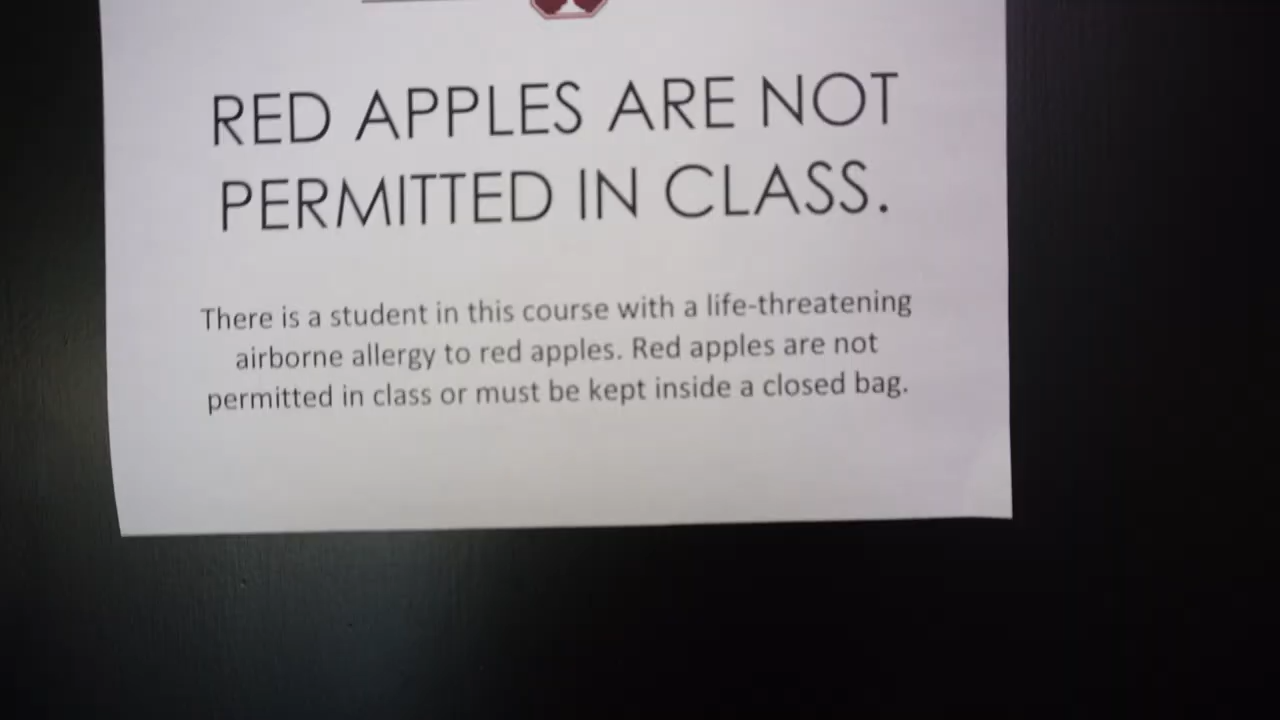 RED APPLES ARE NOT
PERMITTED IN CLASS.
There is a student in this course with a life-threatening
airborne allergy to red apples. Red apples are not
permitted in class or must be kept inside a closed bag.